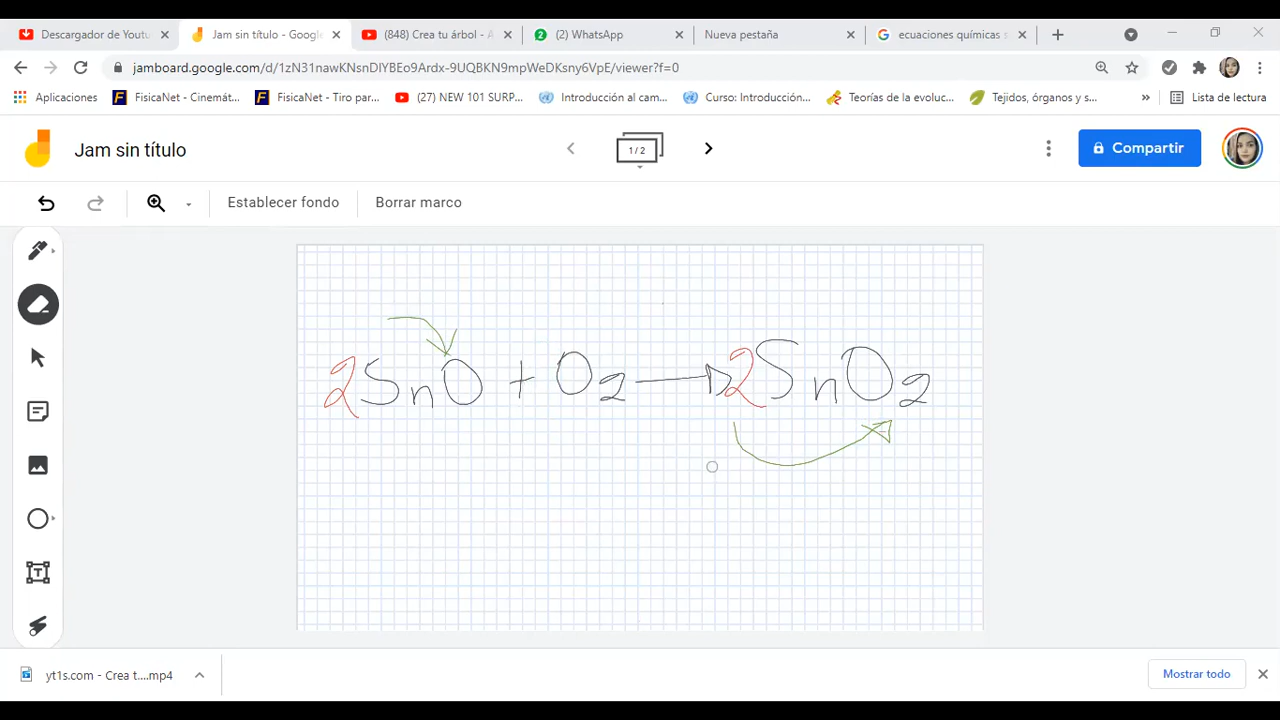 Descargador de Youtu
Jam sin título - Google
(848) Crea tu árbol - A
(2) WhatsApp
Nueva pestaña
ecuaciones químicas s
jamboard.google.com/d/1zN31nawKNsnDIYBEo9Ardx-9UQBKN9mpWeDKsny6VpE/viewer?f=0
Aplicaciones
FisicaNet - Cinemát...
FisicaNet - Tiro par...
(27) NEW 101 SURP...
Introducción al cam...
Curso: Introducción...
Teorías de la evoluc...
Tejidos, órganos y s...
»
Lista de lectura
Jam sin título
1 / 2
Compartir
Establecer fondo
Borrar marco
2SnO + O2 → 2SnO2
yt1s.com - Crea t....mp4
Mostrar todo